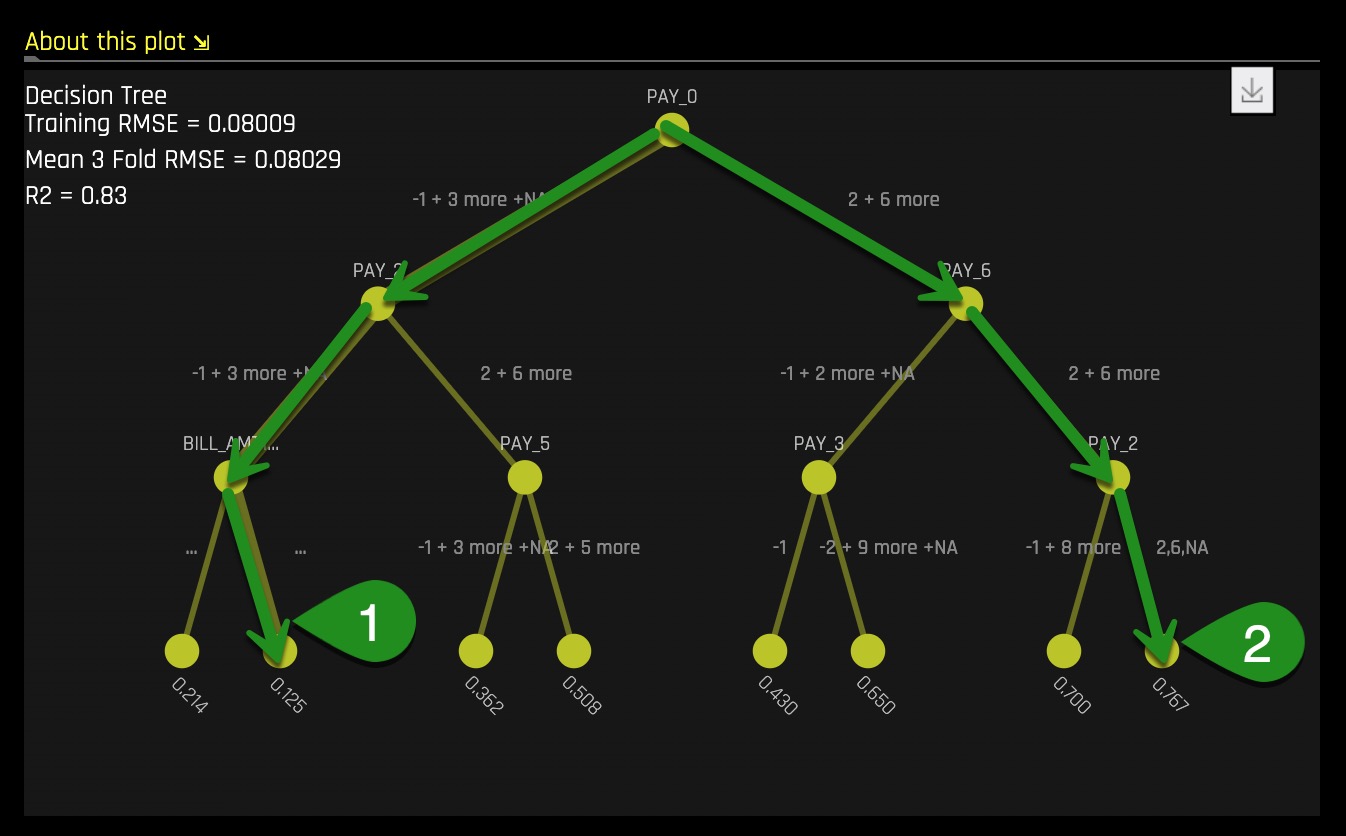 About this plot ⇲
Decision Tree
Training RMSE = 0.08009
Mean 3 Fold RMSE = 0.08029
R2 = 0.83
PAY_0
-1 + 3 more +NA
2 + 6 more
PAY_2
PAY_6
-1 + 3 more +NA
2 + 6 more
-1 + 2 more +NA
2 + 6 more
BILL_AMT...
PAY_5
PAY_3
PAY_2
...
...
-1 + 3 more +NA
2 + 5 more
-1
-2 + 9 more +NA
-1 + 8 more
2,6,NA
1
2
0.214
0.125
0.362
0.508
0.430
0.650
0.700
0.767